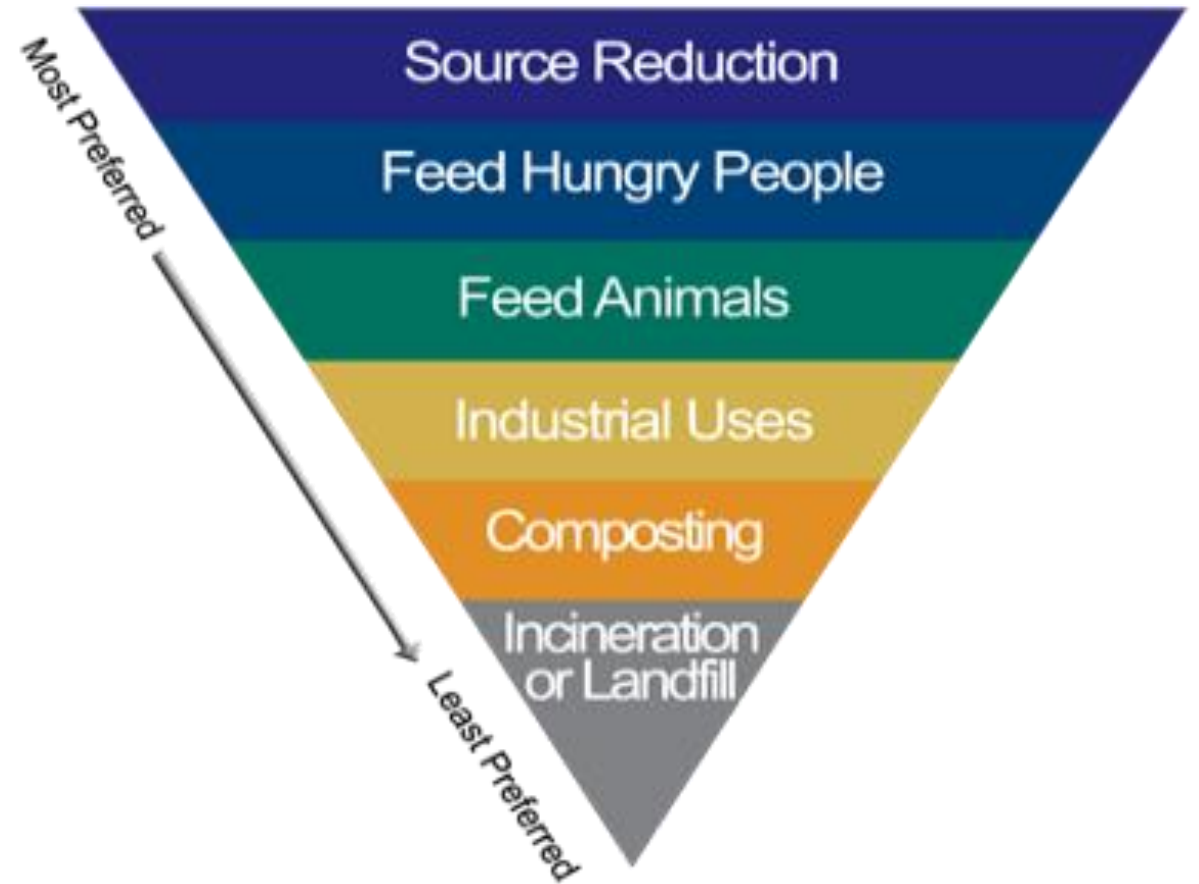 Most Preferred
Source Reduction
Feed Hungry People
Feed Animals
Industrial Uses
Composting
Incineration
or Landfill
Least Preferred